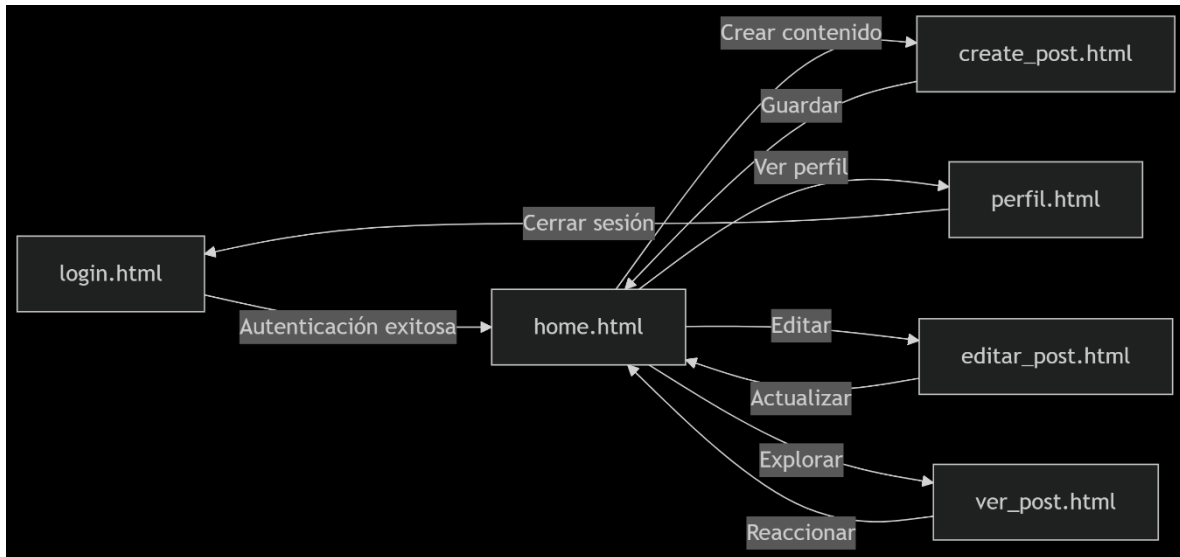 Crear contenido
create_post.html
Guardar
Ver perfil
perfil.html
Cerrar sesión
login.html
Autenticación exitosa
home.html
Editar
editar_post.html
Actualizar
Explorar
ver_post.html
Reaccionar